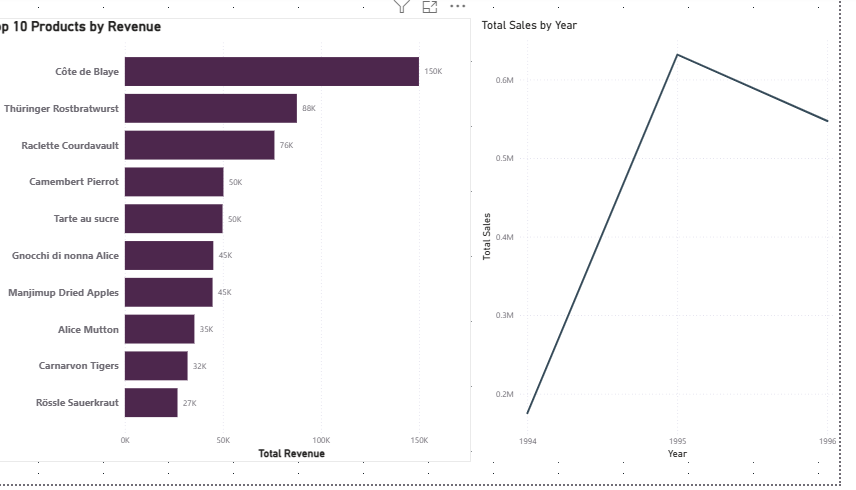 op 10 Products by Revenue
Côte de Blaye 150K
Thüringer Rostbratwurst 88K
Raclette Courdavault 76K
Camembert Pierrot 50K
Tarte au sucre 50K
Gnocchi di nonna Alice 45K
Manjimup Dried Apples 45K
Alice Mutton 35K
Carnarvon Tigers 32K
Rössle Sauerkraut 27K
0K 50K 100K 150K
Total Revenue
Total Sales by Year
Total Sales
0.6M
0.5M
0.4M
0.3M
0.2M
1994 1995 1996
Year